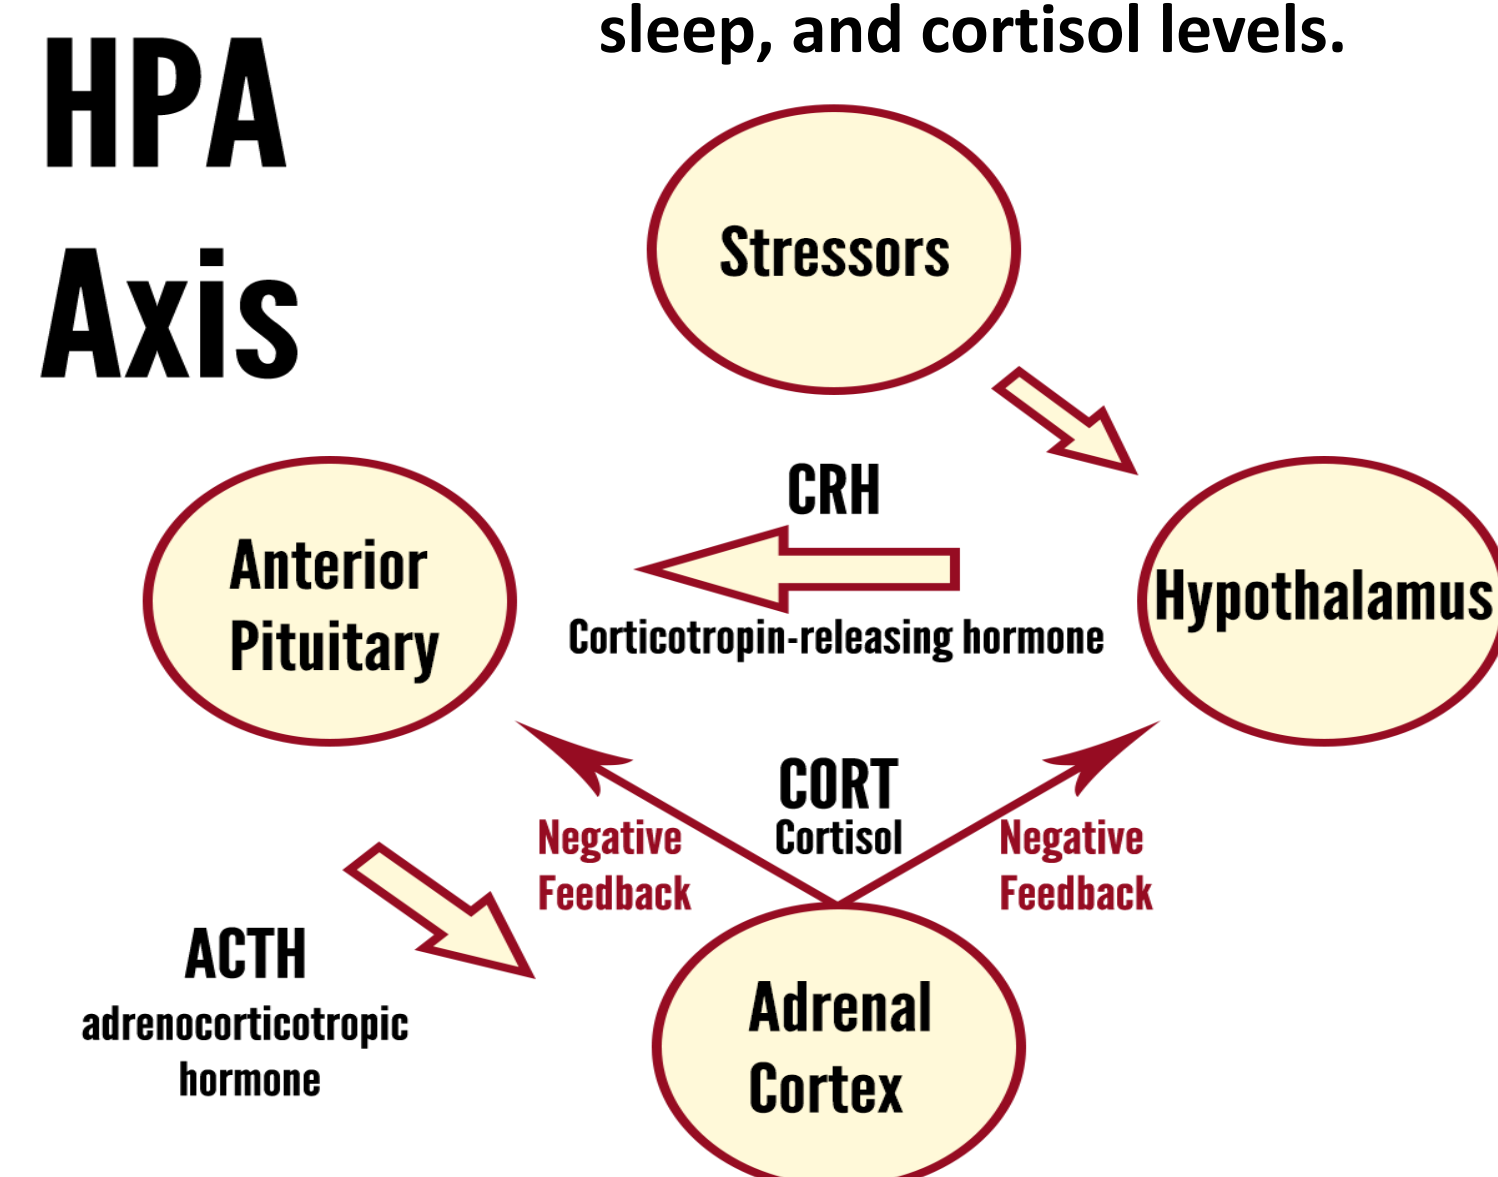 sleep, and cortisol levels.
HPA
Axis
Stressors
CRH
Corticotropin-releasing hormone
Anterior
Pituitary
Hypothalamus
CORT
Cortisol
Negative
Feedback
Negative
Feedback
ACTH
adrenocorticotropic
hormone
Adrenal
Cortex